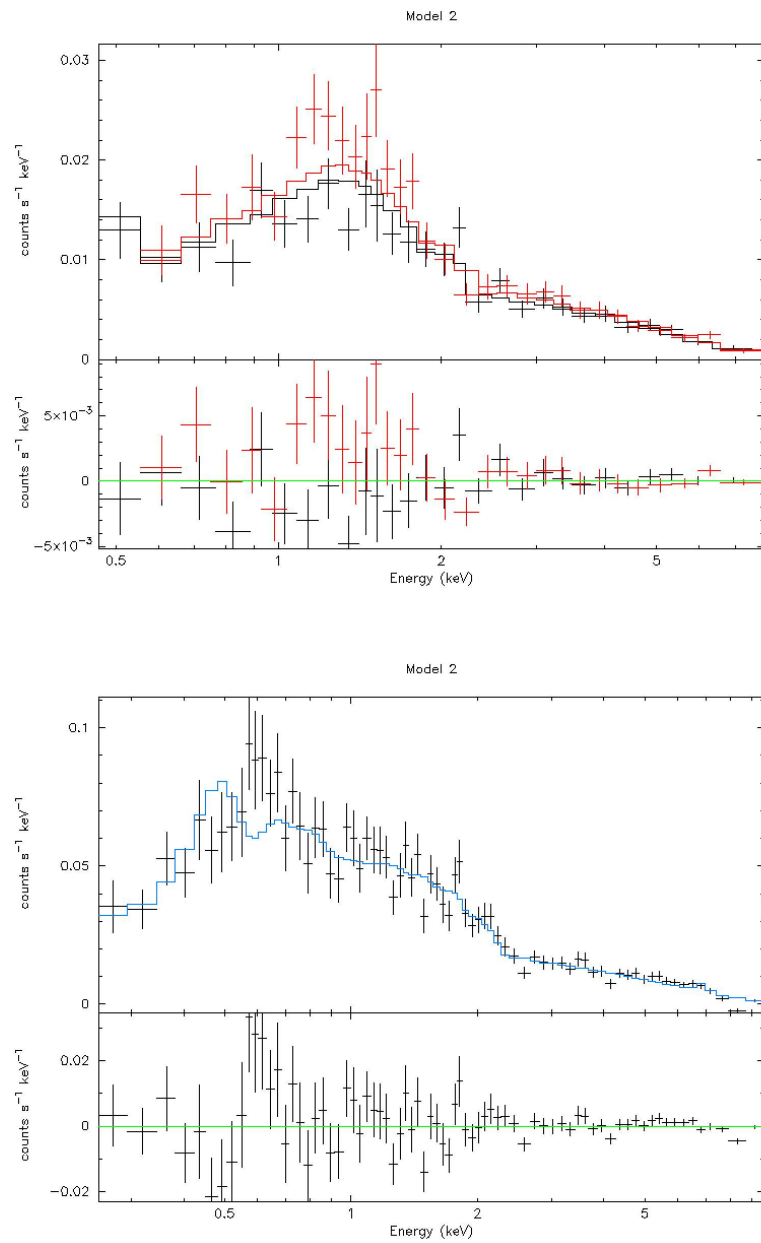 Model 2
0.03
0.02
0.01
0
counts s⁻¹ keV⁻¹
5×10⁻³
0
−5×10⁻³
counts s⁻¹ keV⁻¹
0.5 1 2 5
Energy (keV)
Model 2
0.1
0.05
0
counts s⁻¹ keV⁻¹
0.02
0
−0.02
counts s⁻¹ keV⁻¹
0.5 1 2 5
Energy (keV)